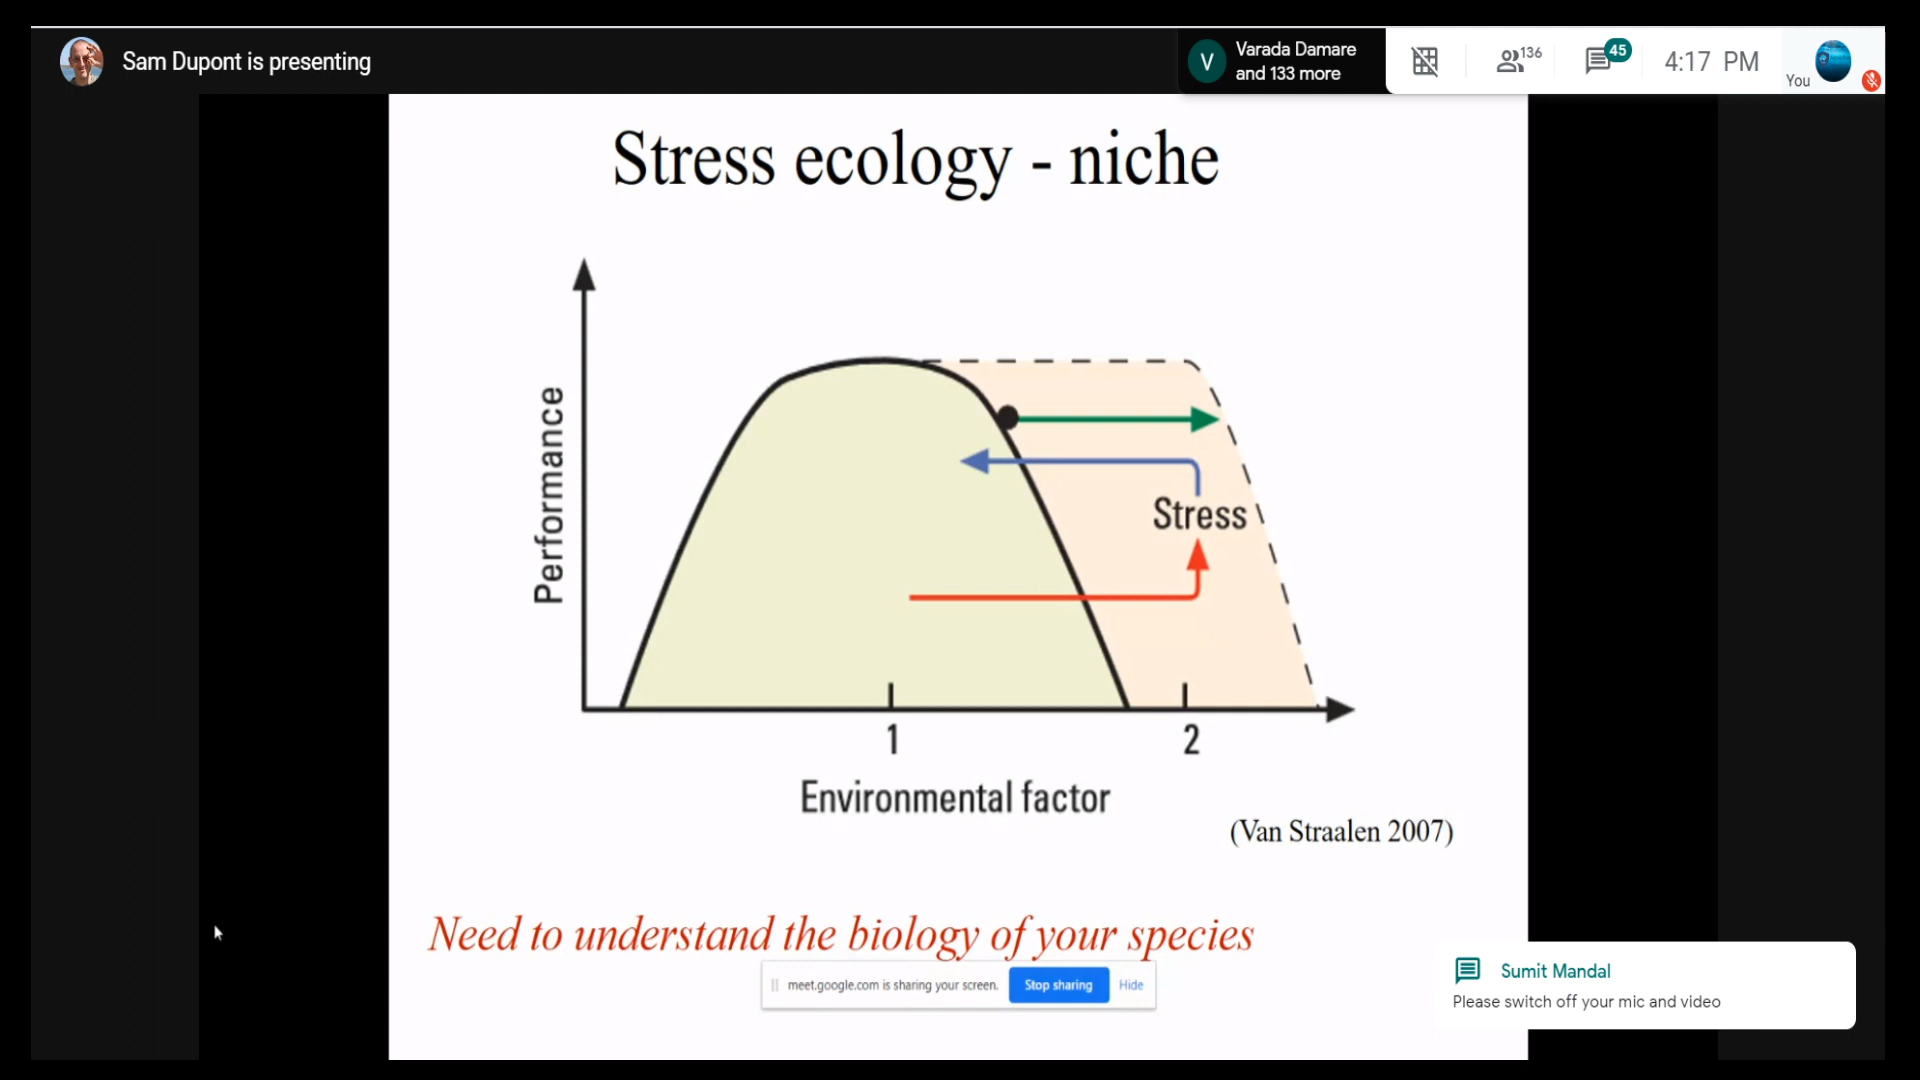 Sam Dupont is presenting
V
Varada Damare
and 133 more
136
45
4:17 PM
You
Stress ecology - niche
Performance
Stress
1
2
Environmental factor
(Van Straalen 2007)
Need to understand the biology of your species
meet.google.com is sharing your screen.
Stop sharing
Hide
Sumit Mandal
Please switch off your mic and video